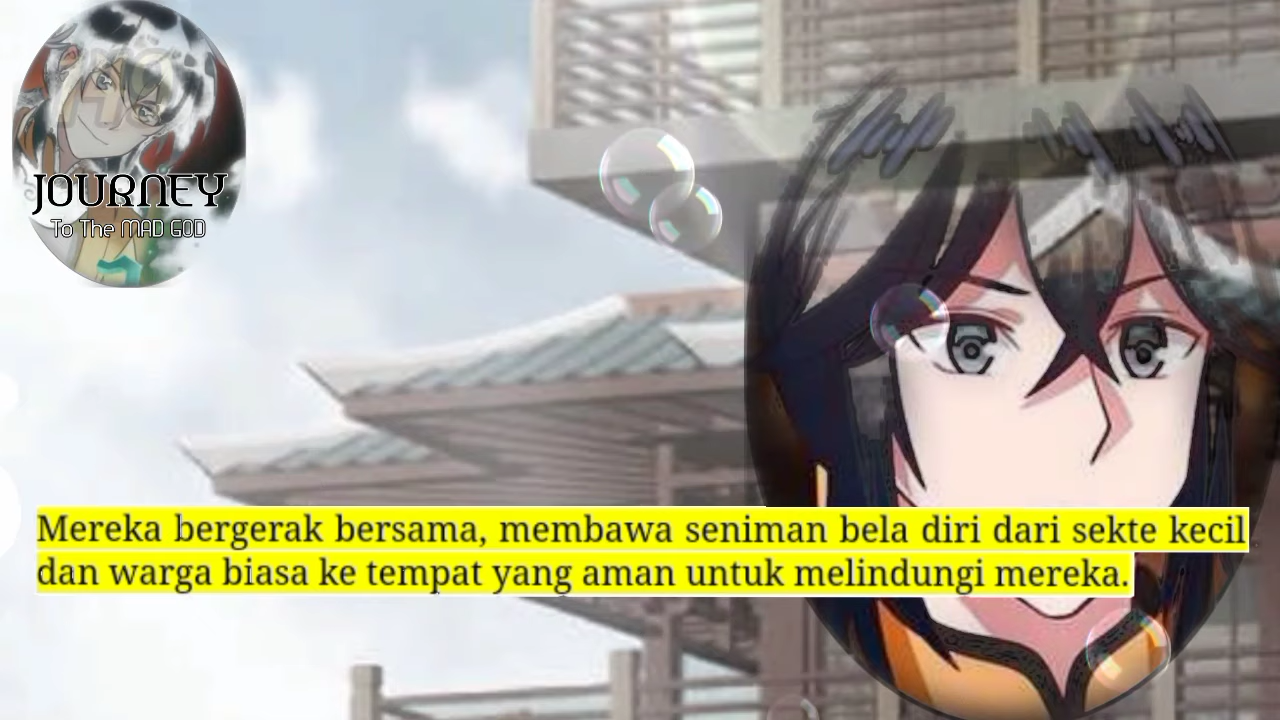 JOURNEY
To The MAD GOD
Mereka bergerak bersama, membawa seniman bela diri dari sekte kecil
dan warga biasa ke tempat yang aman untuk melindungi mereka.